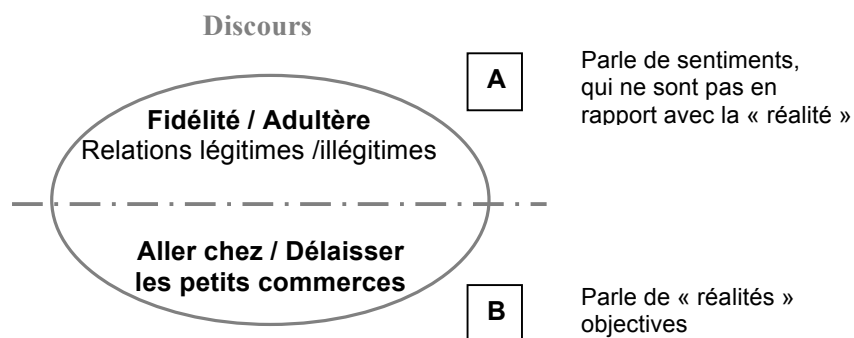 Discours
Fidélité / Adultère
Relations légitimes /illégitimes
A
Parle de sentiments,
qui ne sont pas en
rapport avec la « réalité »
Aller chez / Délaisser
les petits commerces
B
Parle de « réalités »
objectives